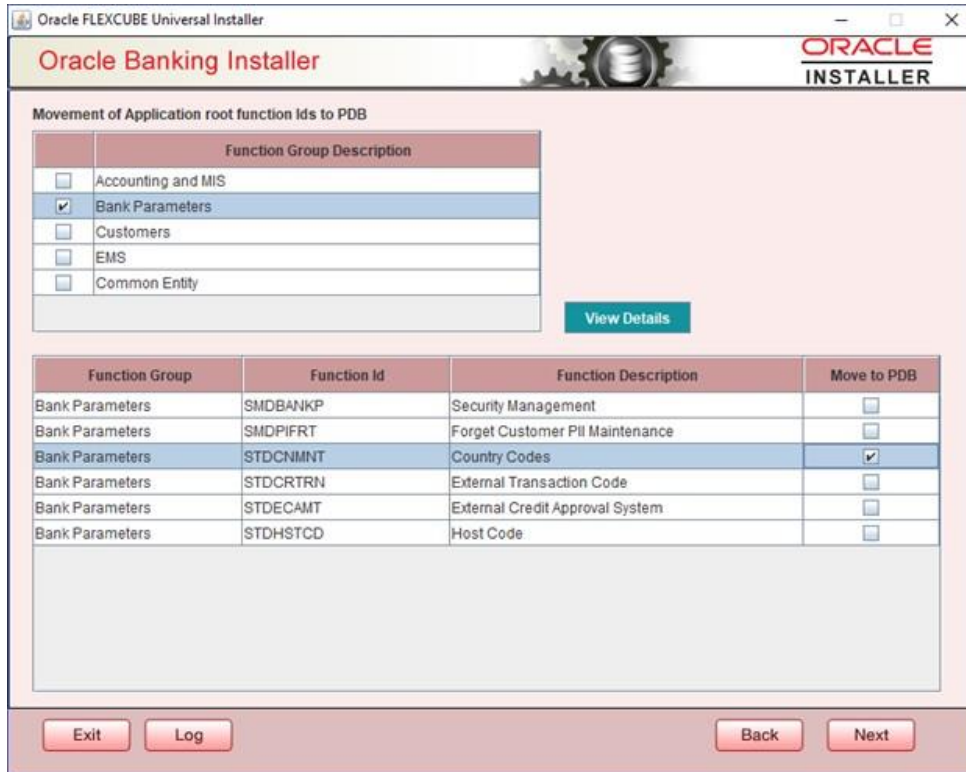 Oracle FLEXCUBE Universal Installer
Oracle Banking Installer
ORACLE
INSTALLER
Movement of Application root function Ids to PDB
Function Group Description
Accounting and MIS
Bank Parameters
Customers
EMS
Common Entity
View Details
Function Group Function Id Function Description Move to PDB
Bank Parameters SMDBANKP Security Management
Bank Parameters SMDPIFRT Forget Customer PII Maintenance
Bank Parameters STDCNMNT Country Codes
Bank Parameters STDCRTRN External Transaction Code
Bank Parameters STDECAMT External Credit Approval System
Bank Parameters STDHSTCD Host Code
Exit Log Back Next